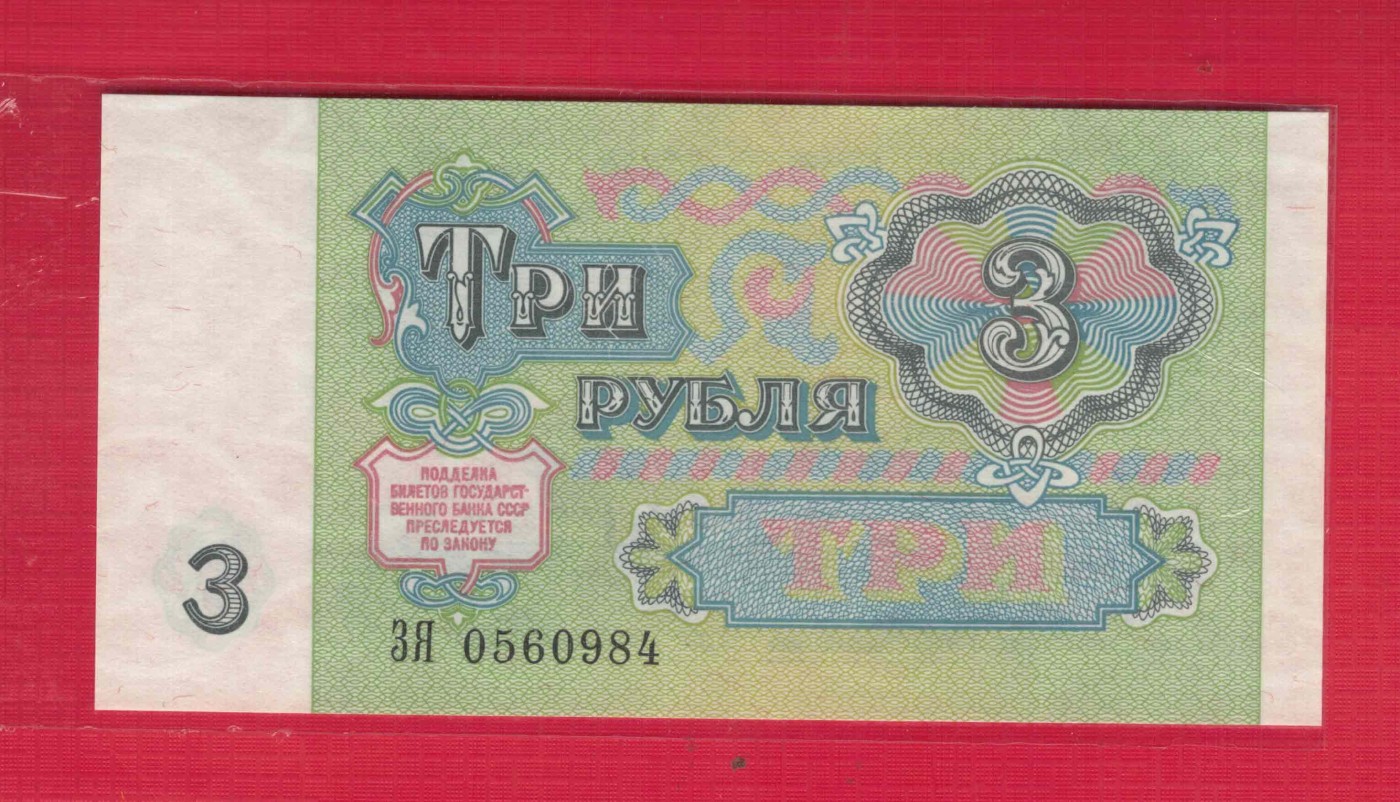 ТРИ
3
РУБЛЯ
ПОДДЕЛКА
БИЛЕТОВ ГОСУДАРСТ-
ВЕННОГО БАНКА СССР
ПРЕСЛЕДУЕТСЯ
ПО ЗАКОНУ
ТРИ
3
ЗЯ 0560984